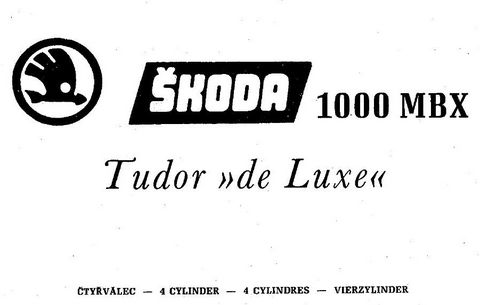 ŠKODA 1000 MBX
Tudor »de Luxe«
ČTYŘVÁLEC — 4 CYLINDER — 4 CYLINDRES — VIERZYLINDER